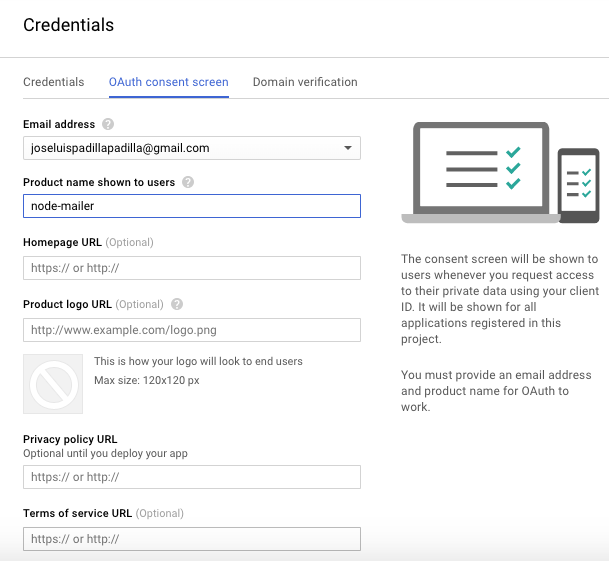 Credentials
Credentials OAuth consent screen Domain verification
Email address
joseluispadillapadilla@gmail.com
Product name shown to users
node-mailer
Homepage URL (Optional)
https:// or http://
Product logo URL (Optional)
http://www.example.com/logo.png
This is how your logo will look to end users
Max size: 120x120 px
Privacy policy URL
Optional until you deploy your app
https:// or http://
Terms of service URL (Optional)
https:// or http://
The consent screen will be shown to
users whenever you request access
to their private data using your client
ID. It will be shown for all
applications registered in this
project.
You must provide an email address
and product name for OAuth to
work.